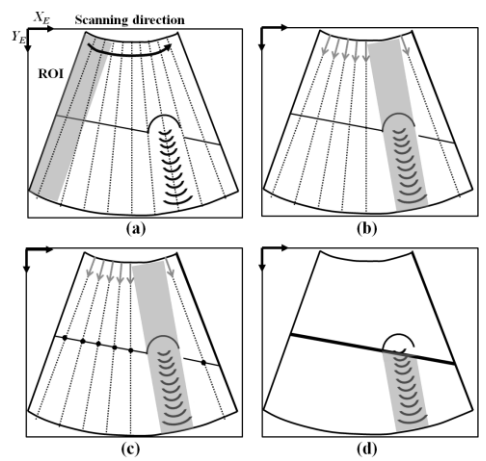 X_E
Scanning direction
Y_E
ROI
(a)
(b)
(c)
(d)